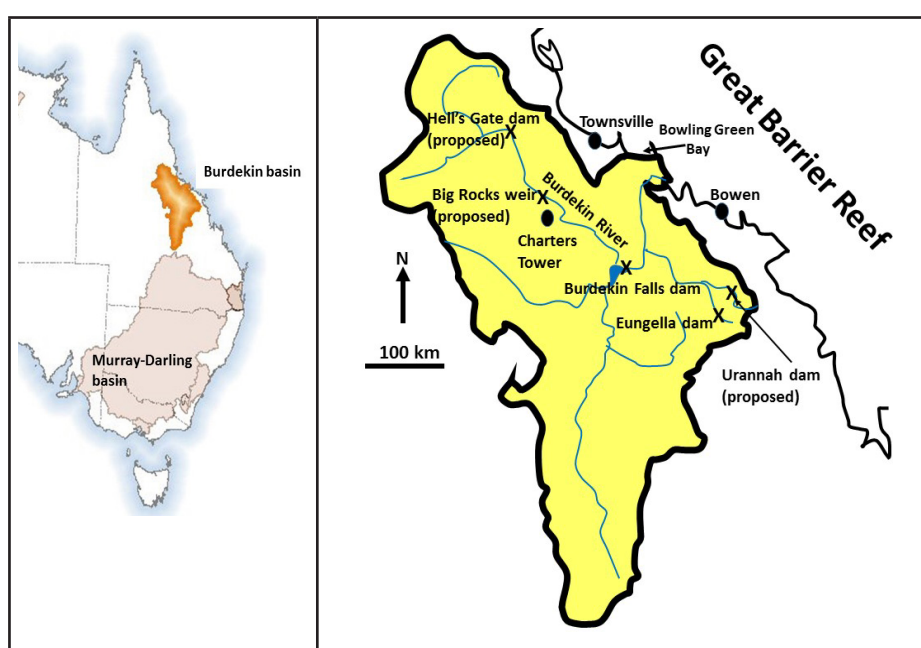 Burdekin basin
Murray-Darling
basin
Great Barrier Reef
Townsville
Bowling Green
Bay
Hell's Gate dam
(proposed)
Bowen
Big Rocks weir
(proposed)
Burdekin River
Charters
Tower
N
Burdekin Falls dam
Eungella dam
100 km
Urannah dam
(proposed)
X
X
X
X
X